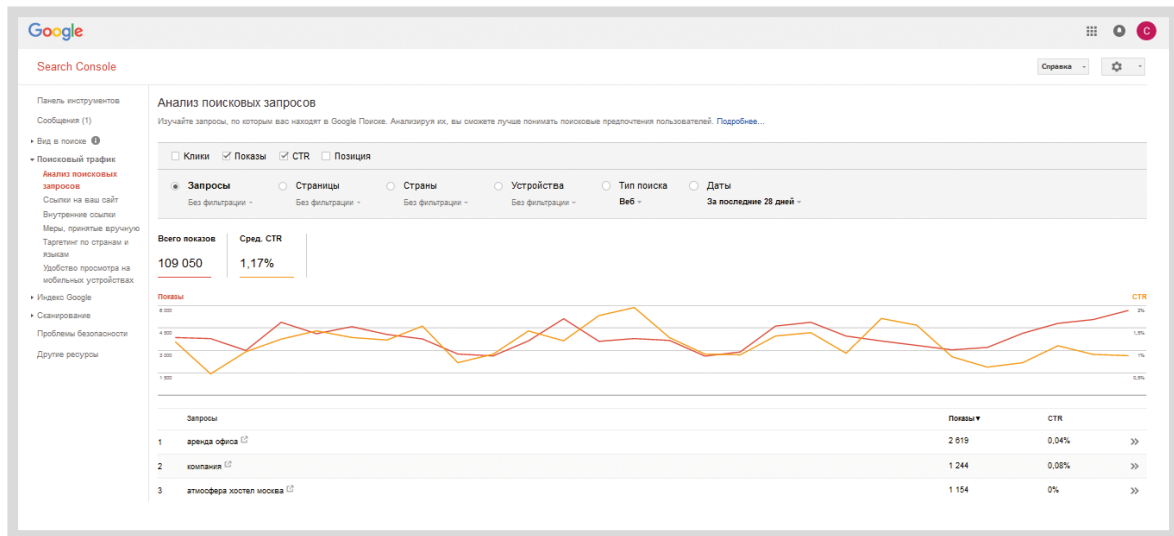 Google
C
Search Console
Справка
Панель инструментов
Сообщения (1)
Вид в поиске
Поисковый трафик
Анализ поисковых
запросов
Ссылки на ваш сайт
Внутренние ссылки
Меры, принятые вручную
Таргетинг по странам и
языкам
Удобство просмотра на
мобильных устройствах
Индекс Google
Сканирование
Проблемы безопасности
Другие ресурсы
Анализ поисковых запросов
Изучайте запросы, по которым вас находят в Google Поиске. Анализируя их, вы сможете лучше понимать поисковые предпочтения пользователей. Подробнее...
Клики Показы CTR Позиция
Запросы Страницы Страны Устройства Тип поиска Даты
Без фильтрации Без фильтрации Без фильтрации Без фильтрации Веб За последние 28 дней
Всего показов Сред. CTR
109 050 1,17%
Показы CTR
6 000 2%
4 500 1,5%
3 000 1%
1 500 0,5%
Запросы Показы▼ CTR
1 аренда офиса 2 619 0,04% »
2 компания 1 244 0,08% »
3 атмосфера хостел москва 1 154 0% »